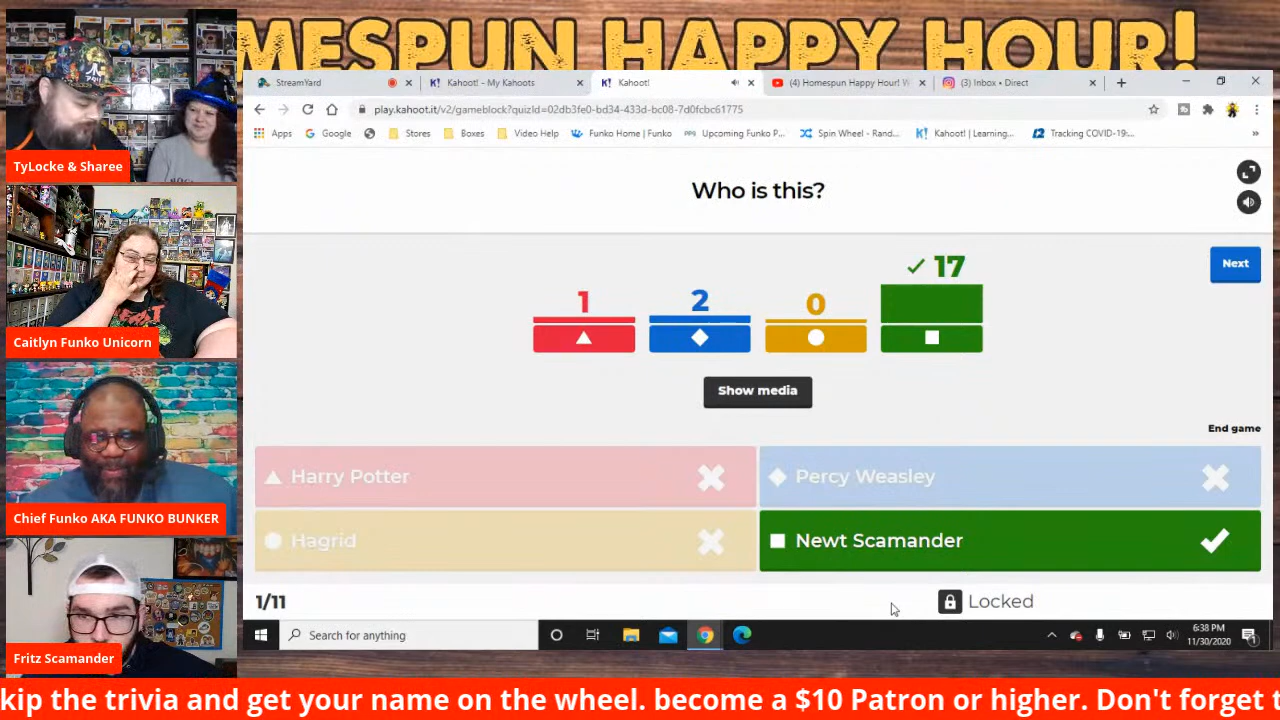 MESPUN HAPPY HOUR!
StreamYard
Kahoot! - My Kahoots
Kahoot!
(4) Homespun Happy Hour! W
(3) Inbox • Direct
play.kahoot.it/v2/gameblock?quizId=02db3fe0-bd34-433d-bc08-7d0fcbc61775
Apps
Google
Stores
Boxes
Video Help
Funko Home | Funko
Upcoming Funko P...
Spin Wheel - Rand...
Kahoot! | Learning...
Tracking COVID-19:...
TyLocke & Sharee
Who is this?
Next
1
2
0
17
Caitlyn Funko Unicorn
Show media
End game
Harry Potter
Percy Weasley
Hagrid
Newt Scamander
Chief Funko AKA FUNKO BUNKER
1/11
Locked
Search for anything
6:38 PM
11/30/2020
Fritz Scamander
kip the trivia and get your name on the wheel. become a $10 Patron or higher. Don't forget t